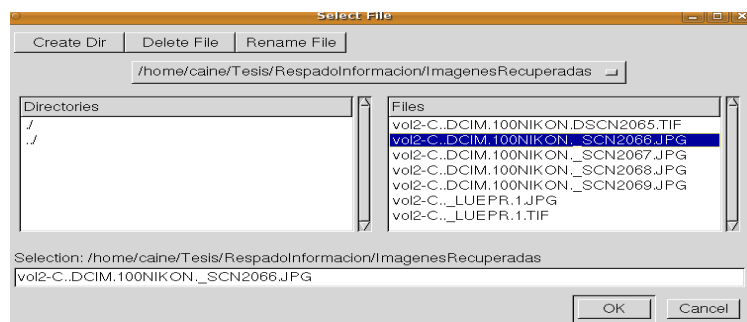 Select File
Create Dir Delete File Rename File
/home/caine/Tesis/RespadoInformacion/ImagenesRecuperadas
Directories
./
../
Files
vol2-C..DCIM.100NIKON.DSCN2065.TIF
vol2-C..DCIM.100NIKON._SCN2066.JPG
vol2-C..DCIM.100NIKON._SCN2067.JPG
vol2-C..DCIM.100NIKON._SCN2068.JPG
vol2-C..DCIM.100NIKON._SCN2069.JPG
vol2-C.._LUEPR.1.JPG
vol2-C.._LUEPR.1.TIF
Selection: /home/caine/Tesis/RespadoInformacion/ImagenesRecuperadas
vol2-C..DCIM.100NIKON._SCN2066.JPG
OK Cancel